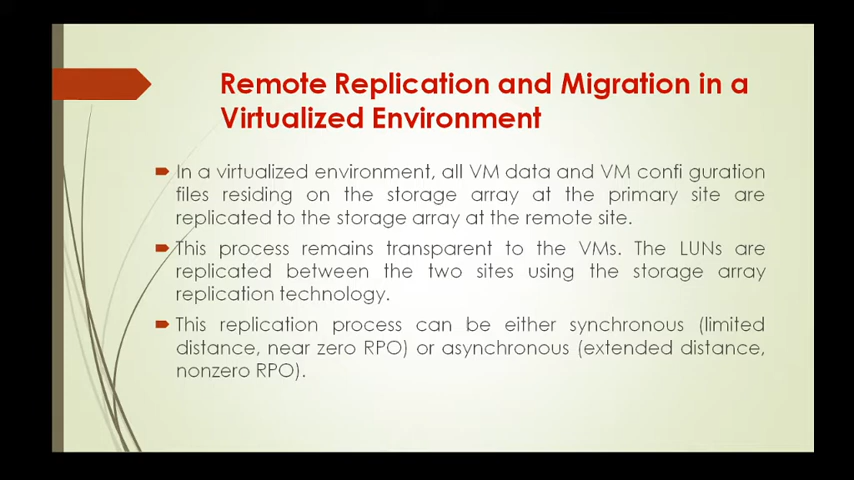 Remote Replication and Migration in a
Virtualized Environment
In a virtualized environment, all VM data and VM confi guration
files residing on the storage array at the primary site are
replicated to the storage array at the remote site.
This process remains transparent to the VMs. The LUNs are
replicated between the two sites using the storage array
replication technology.
This replication process can be either synchronous (limited
distance, near zero RPO) or asynchronous (extended distance,
nonzero RPO).